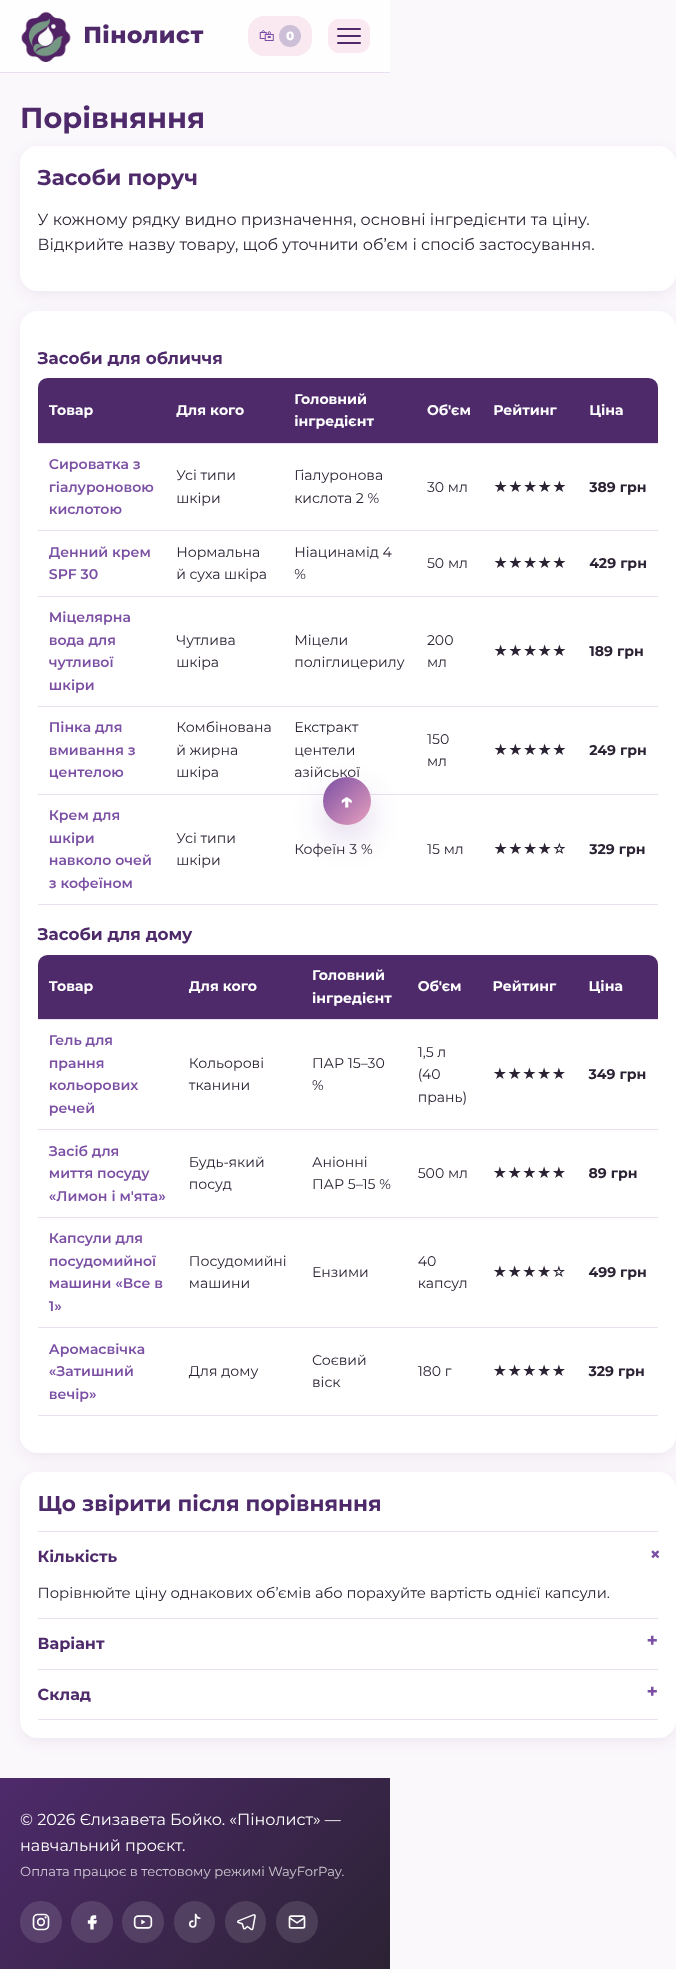 Пінолист
0
Порівняння
Засоби поруч
У кожному рядку видно призначення, основні інгредієнти та ціну.
Відкрийте назву товару, щоб уточнити об’єм і спосіб застосування.
Засоби для обличчя
Товар Для кого Головний інгредієнт Об'єм Рейтинг Ціна
Сироватка з гіалуроновою кислотою Усі типи шкіри Гіалуронова кислота 2 % 30 мл ★★★★★ 389 грн
Денний крем SPF 30 Нормальна й суха шкіра Ніацинамід 4 % 50 мл ★★★★★ 429 грн
Міцелярна вода для чутливої шкіри Чутлива шкіра Міцели поліглицерилу 200 мл ★★★★★ 189 грн
Пінка для вмивання з центелою Комбінована й жирна шкіра Екстракт центели азійської 150 мл ★★★★★ 249 грн
Крем для шкіри навколо очей з кофеїном Усі типи шкіри Кофеїн 3 % 15 мл ★★★★☆ 329 грн
Засоби для дому
Товар Для кого Головний інгредієнт Об'єм Рейтинг Ціна
Гель для прання кольорових речей Кольорові тканини ПАР 15–30 % 1,5 л (40 прань) ★★★★★ 349 грн
Засіб для миття посуду «Лимон і м'ята» Будь-який посуд Аніонні ПАР 5–15 % 500 мл ★★★★★ 89 грн
Капсули для посудомийної машини «Все в 1» Посудомийні машини Ензими 40 капсул ★★★★☆ 499 грн
Аромасвічка «Затишний вечір» Для дому Соєвий віск 180 г ★★★★★ 329 грн
Що звірити після порівняння
Кількість
Порівнюйте ціну однакових об’ємів або порахуйте вартість однієї капсули.
Варіант +
Склад +
© 2026 Єлизавета Бойко. «Пінолист» —
навчальний проєкт.
Оплата працює в тестовому режимі WayForPay.